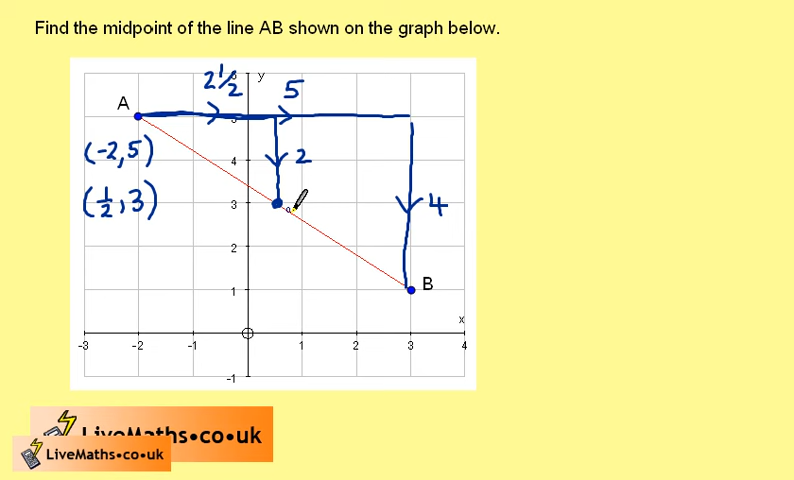 Find the midpoint of the line AB shown on the graph below.
2½ 5
y
A
5
(-2,5)
4
2
(½,3)
3
4
2
B
1
x
-3 -2 -1 1 2 3 4
-1
LiveMaths•co•uk
LiveMaths•co•uk